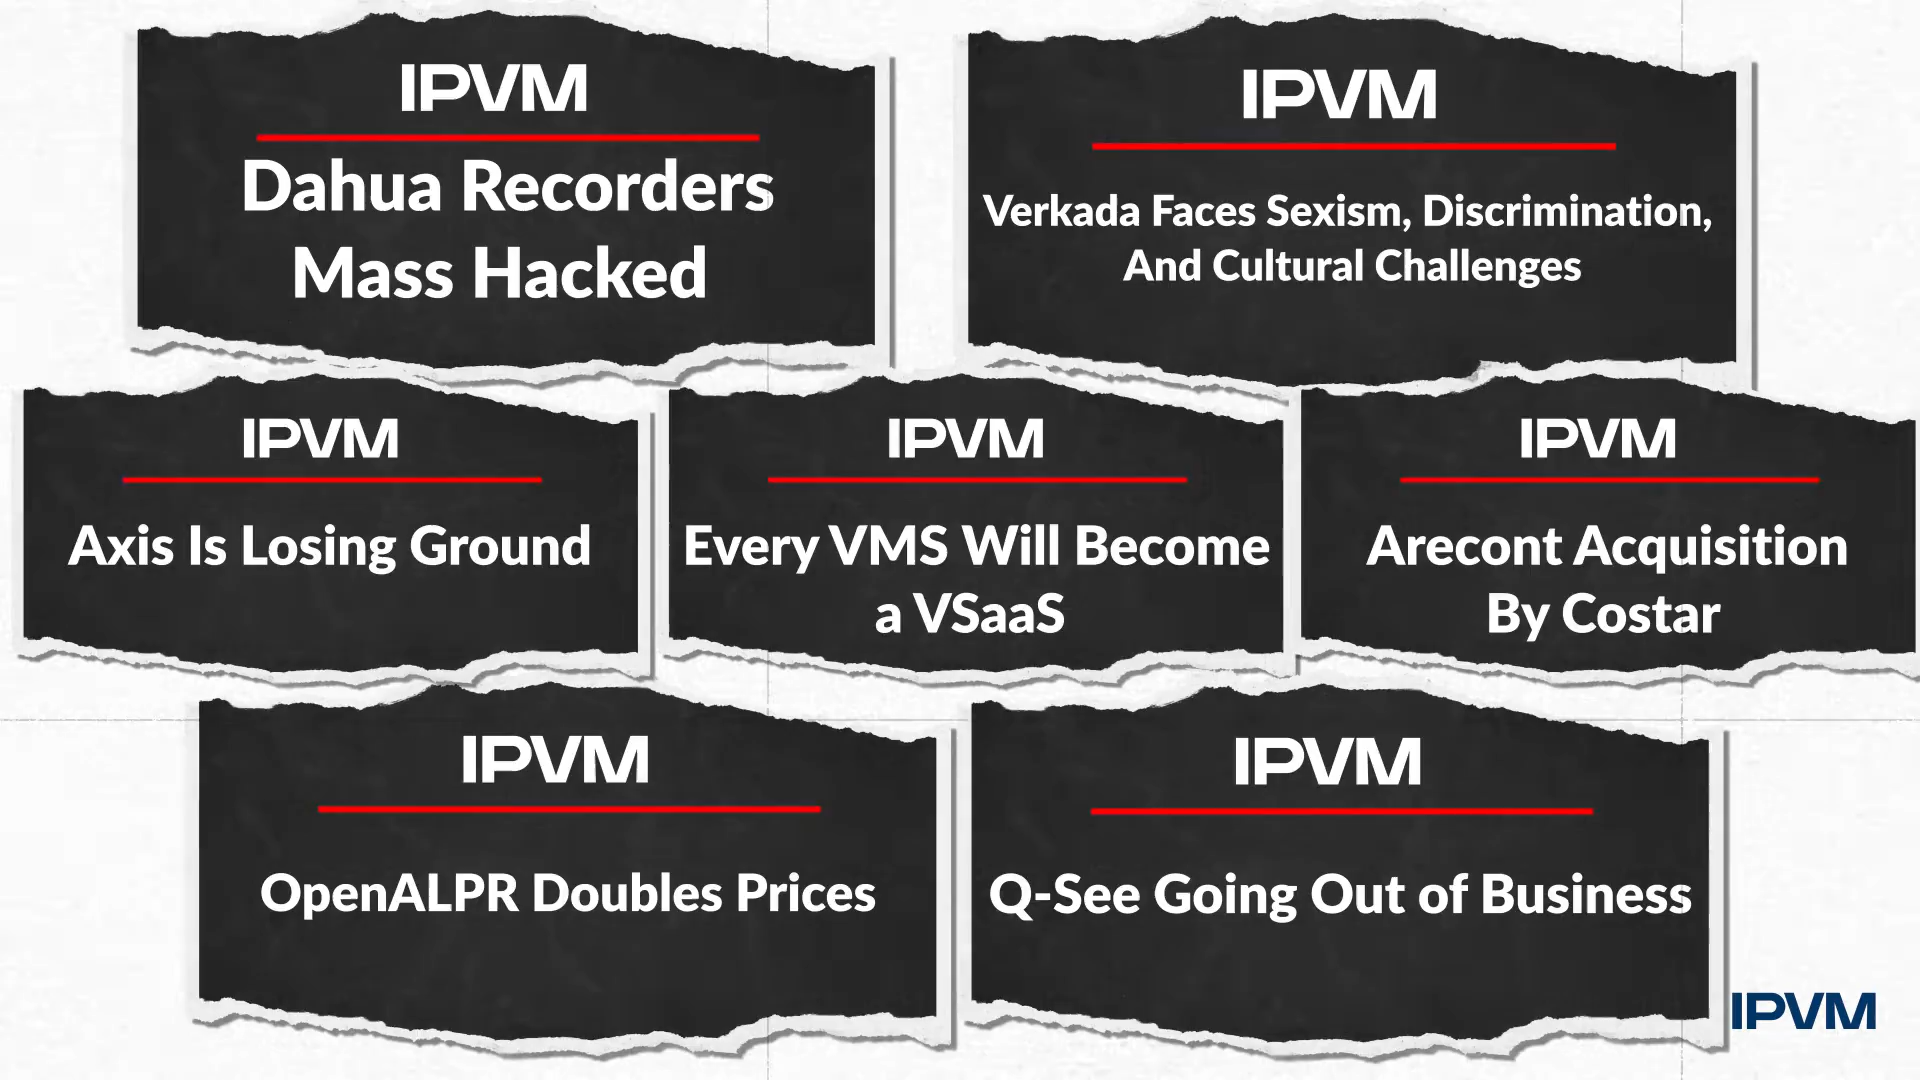 IPVM
Dahua Recorders
Mass Hacked
IPVM
Verkada Faces Sexism, Discrimination,
And Cultural Challenges
IPVM
Axis Is Losing Ground
IPVM
Every VMS Will Become
a VSaaS
IPVM
Arecont Acquisition
By Costar
IPVM
OpenALPR Doubles Prices
IPVM
Q-See Going Out of Business
IPVM